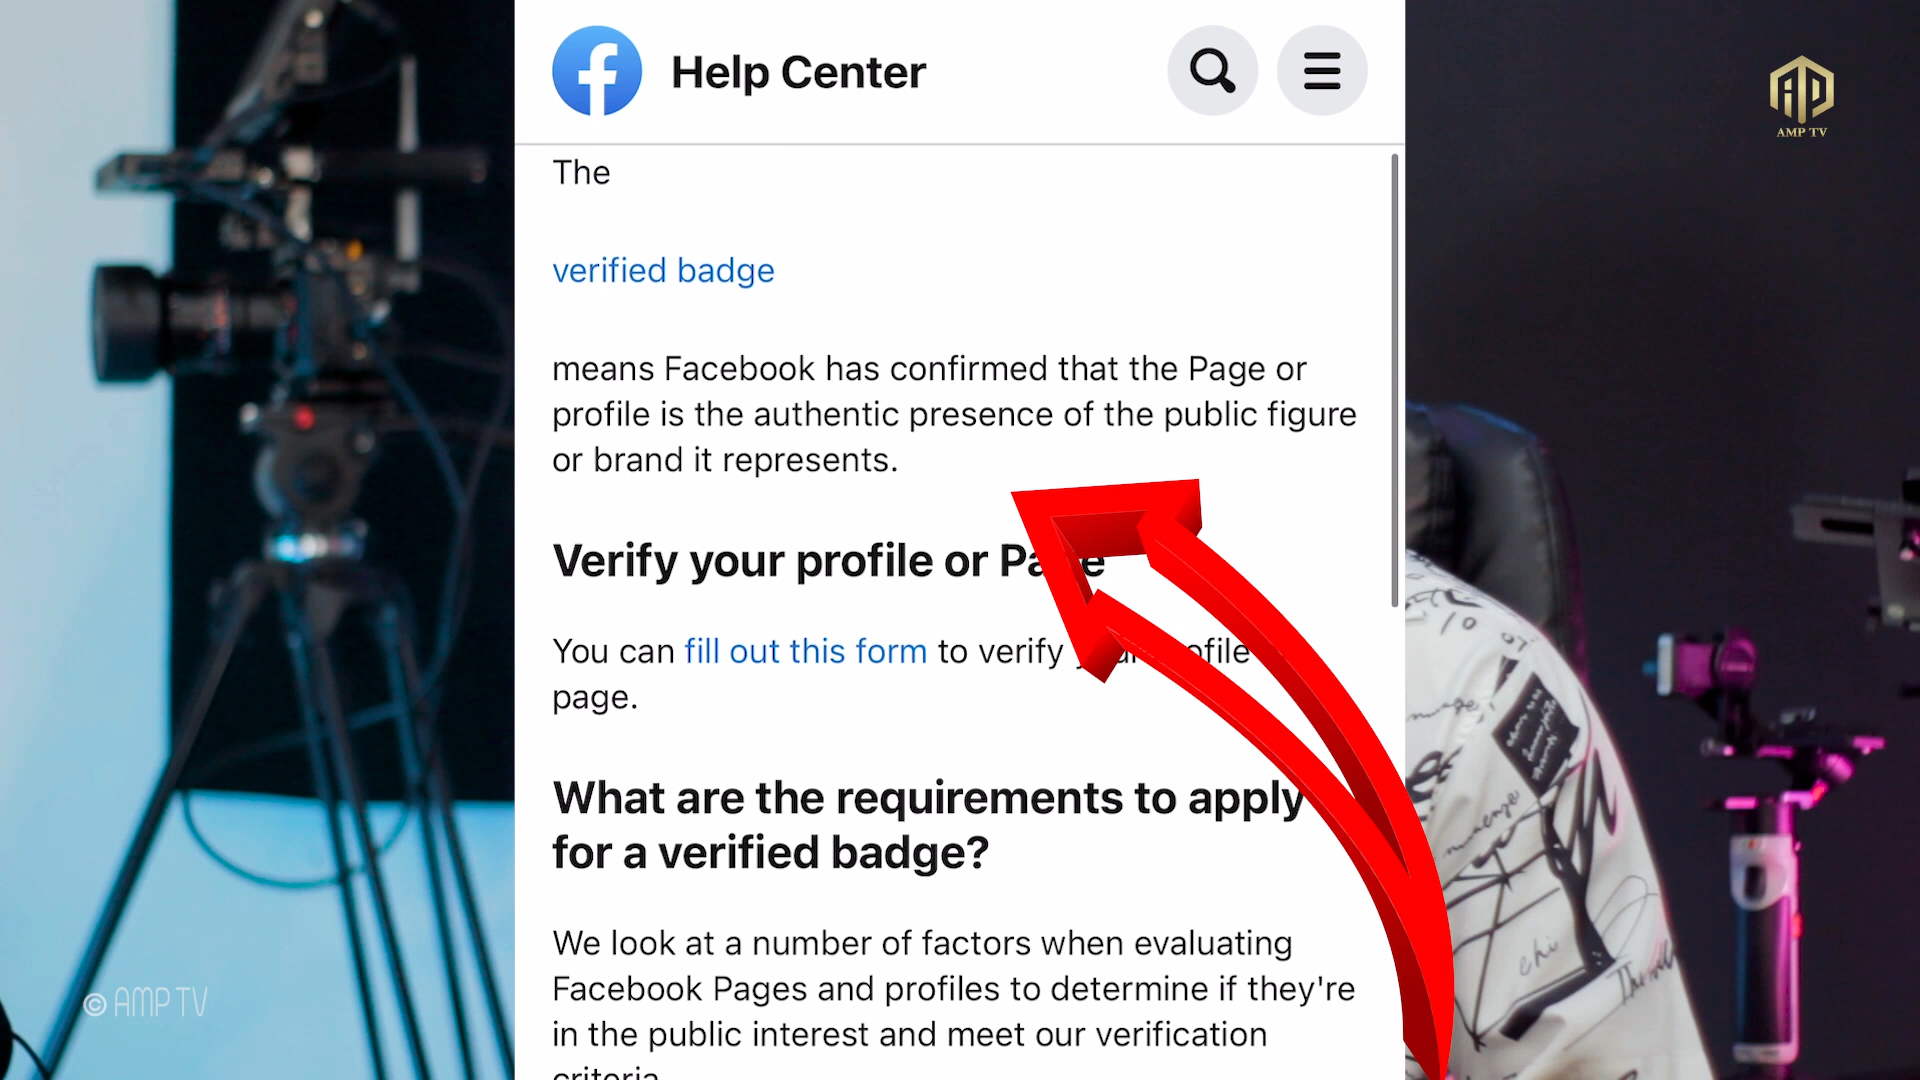 Help Center
AMP TV
The
verified badge
means Facebook has confirmed that the Page or
profile is the authentic presence of the public figure
or brand it represents.
Verify your profile or
You can fill out this form to verify
page.
What are the requirements to apply
for a verified badge?
We look at a number of factors when evaluating
Facebook Pages and profiles to determine if they're
in the public interest and meet our verification
criteria
chi
© AMP TV